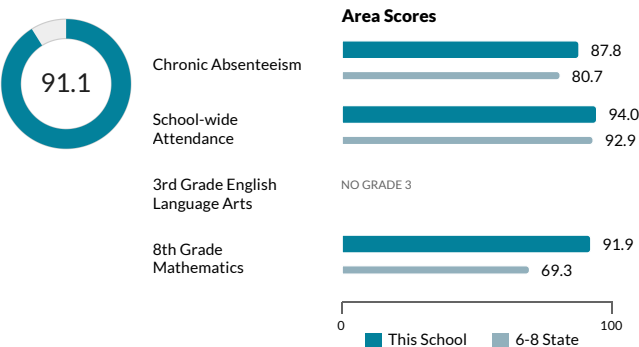 Area Scores
91.1
Chronic Absenteeism
87.8
80.7
School-wide
Attendance
94.0
92.9
3rd Grade English
Language Arts
NO GRADE 3
8th Grade
Mathematics
91.9
69.3
0
100
This School
6-8 State